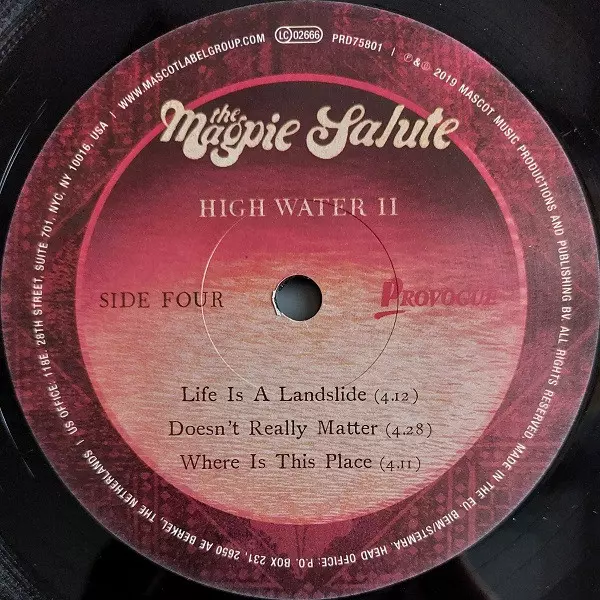 the
Magpie Salute
HIGH WATER II
SIDE FOUR
PROVOGUE
Life Is A Landslide (4.12)
Doesn't Really Matter (4.28)
Where Is This Place (4.11)
LC 02666 PRD75801 | ℗ & © 2019 MASCOT MUSIC PRODUCTIONS AND PUBLISHING BV. ALL RIGHTS RESERVED. MADE IN THE EU. BIEM/STEMRA. HEAD OFFICE: P.O. BOX 231, 2650 AE BERKEL, THE NETHERLANDS | US OFFICE: 118E. 28TH STREET, SUITE 701, NYC, NY 10016, USA | WWW.MASCOTLABELGROUP.COM